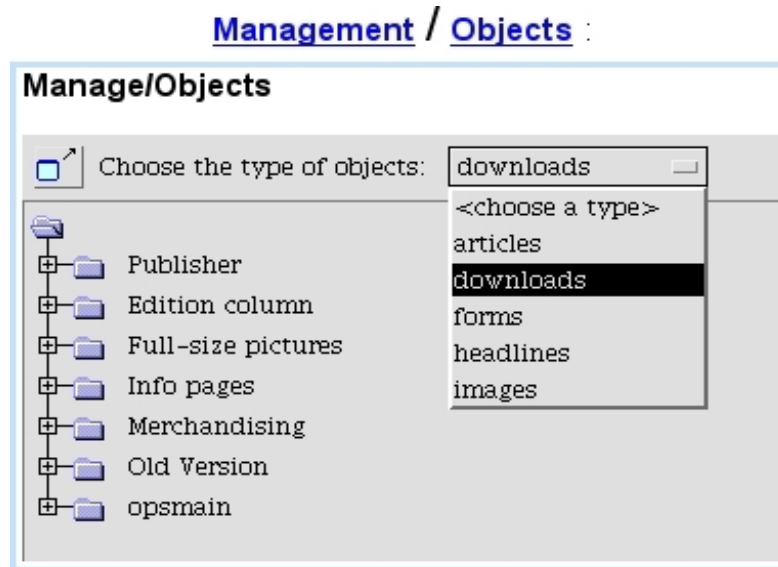 Management / Objects :
Manage/Objects
Choose the type of objects: downloads
<choose a type>
articles
downloads
forms
headlines
images
Publisher
Edition column
Full-size pictures
Info pages
Merchandising
Old Version
opsmain